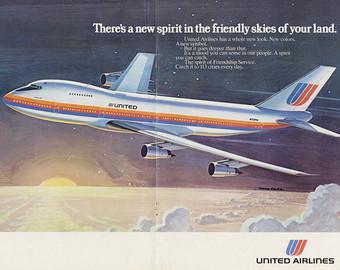 There's a new spirit in the friendly skies of your land.
United Airlines has a whole new look. New colors.
A new symbol.
But it goes deeper than that.
It's a mood you can sense in our people. A spirit
you can catch.
The spirit of Friendship Service.
Catch it to 113 cities every day.
UNITED
UNITED AIRLINES